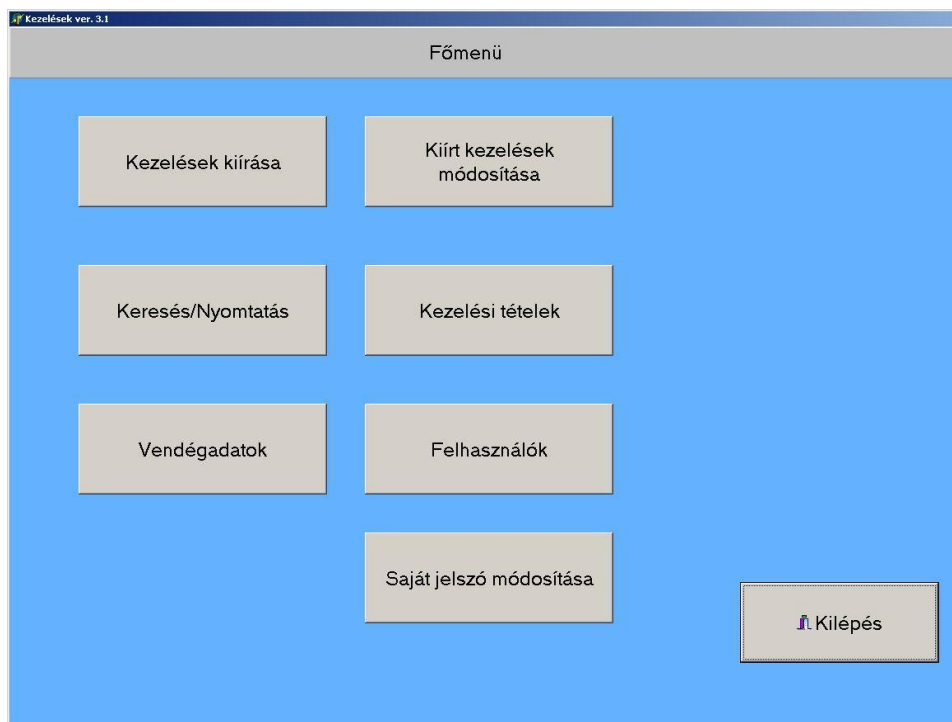 Kezelések ver. 3.1
Főmenü
Kezelések kiírása
Kiírt kezelések
módosítása
Keresés/Nyomtatás
Kezelési tételek
Vendégadatok
Felhasználók
Saját jelszó módosítása
Kilépés